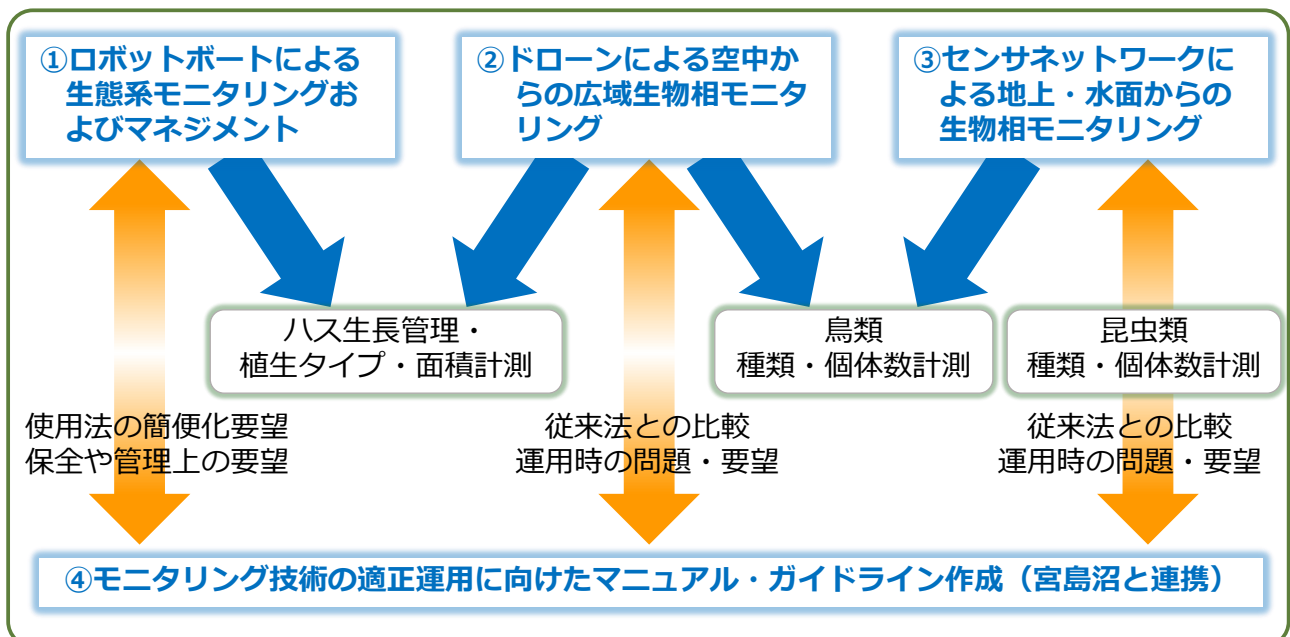 ①ロボットボートによる
生態系モニタリングお
よびマネジメント
②ドローンによる空中か
らの広域生物相モニタ
リング
③センサネットワークに
よる地上・水面からの
生物相モニタリング
ハス生長管理・
植生タイプ・面積計測
鳥類
種類・個体数計測
昆虫類
種類・個体数計測
使用法の簡便化要望
保全や管理上の要望
従来法との比較
運用時の問題・要望
従来法との比較
運用時の問題・要望
④モニタリング技術の適正運用に向けたマニュアル・ガイドライン作成（宮島沼と連携）